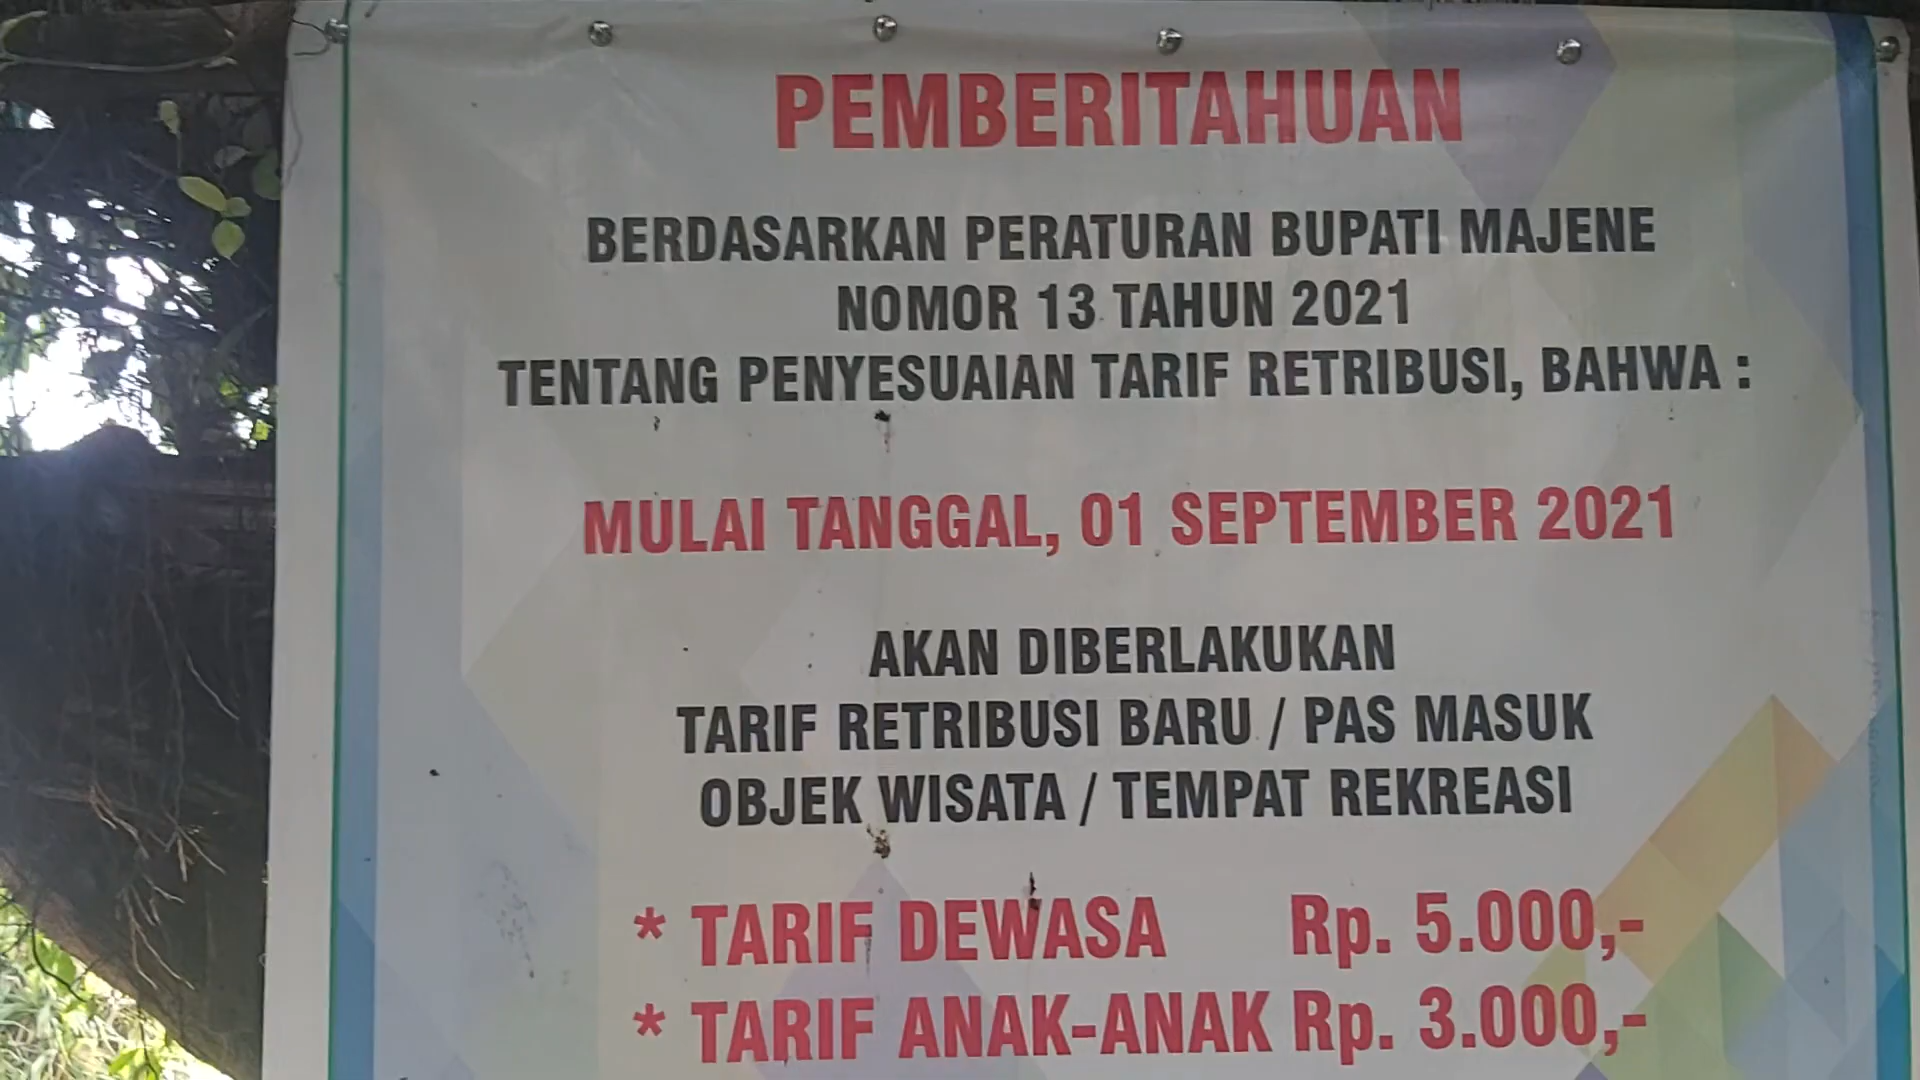 PEMBERITAHUAN
BERDASARKAN PERATURAN BUPATI MAJENE
NOMOR 13 TAHUN 2021
TENTANG PENYESUAIAN TARIF RETRIBUSI, BAHWA :
MULAI TANGGAL, 01 SEPTEMBER 2021
AKAN DIBERLAKUKAN
TARIF RETRIBUSI BARU / PAS MASUK
OBJEK WISATA / TEMPAT REKREASI
* TARIF DEWASA Rp. 5.000,-
* TARIF ANAK-ANAK Rp. 3.000,-